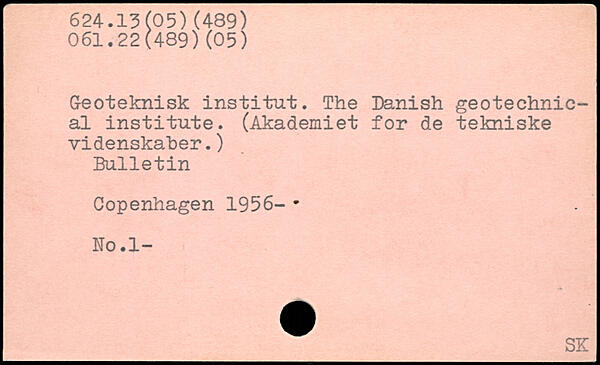 624.13(05)(489)
061.22(489)(05)
Geoteknisk institut. The Danish geotechnic-
al institute. (Akademiet for de tekniske
videnskaber.)
Bulletin
Copenhagen 1956-
No.1-
SK